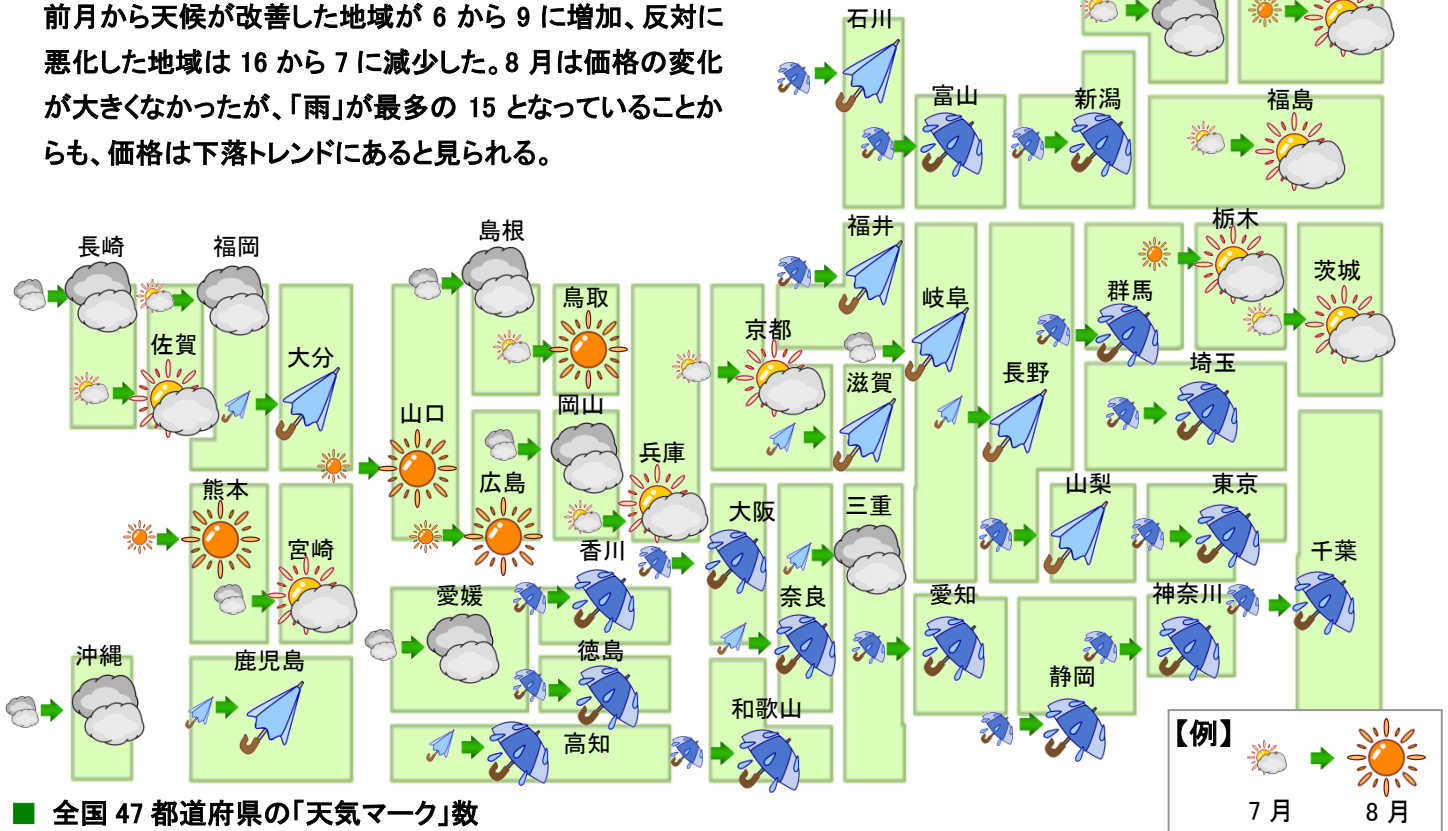 前月から天候が改善した地域が 6 から 9 に増加、反対に
悪化した地域は 16 から 7 に減少した。8 月は価格の変化
が大きくなかったが、「雨」が最多の 15 となっていることか
らも、価格は下落トレンドにあると見られる。
石川
富山
新潟
福島
福井
栃木
長崎
福岡
島根
茨城
岐阜
群馬
鳥取
京都
佐賀
大分
埼玉
長野
滋賀
山口
岡山
兵庫
熊本
広島
大阪
三重
山梨
東京
宮崎
香川
千葉
愛媛
奈良
愛知
神奈川
沖縄
鹿児島
徳島
静岡
和歌山
高知
【例】
7 月
8 月
■ 全国 47 都道府県の「天気マーク」数